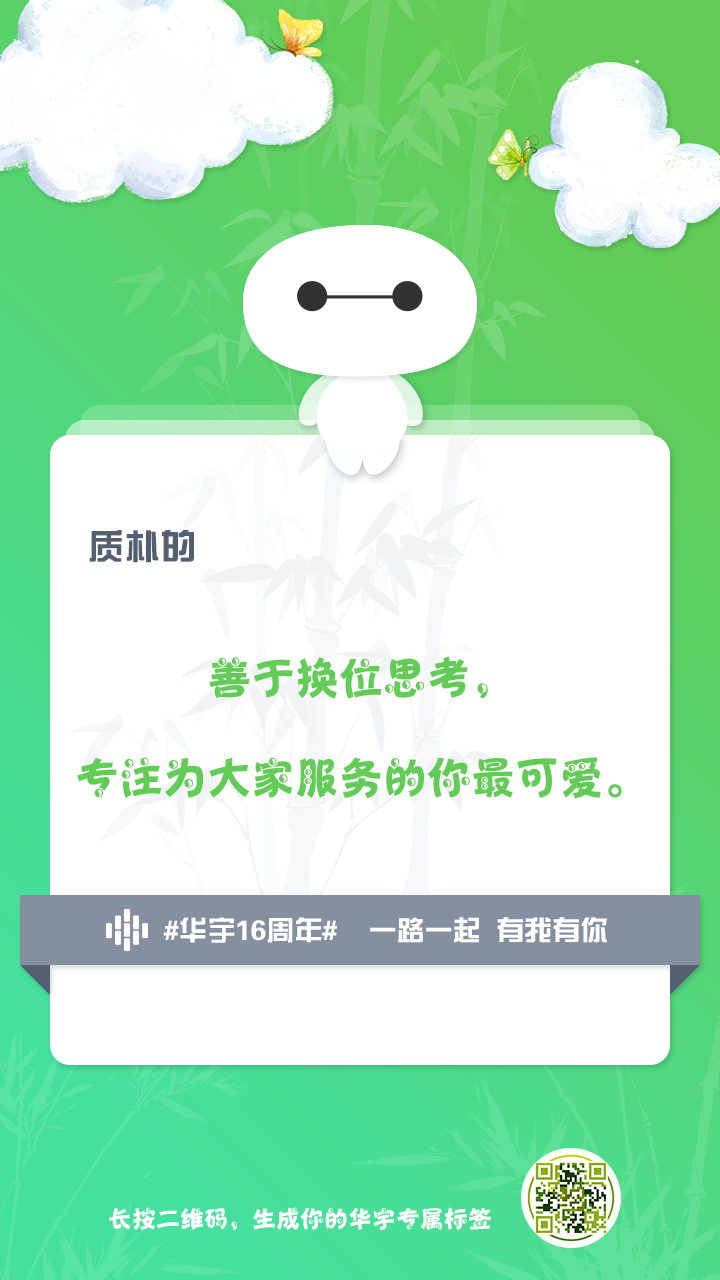 质朴的
善于换位思考，
专注为大家服务的你最可爱。
#华宇16周年# 一路一起 有我有你
长按二维码，生成你的华宇专属标签